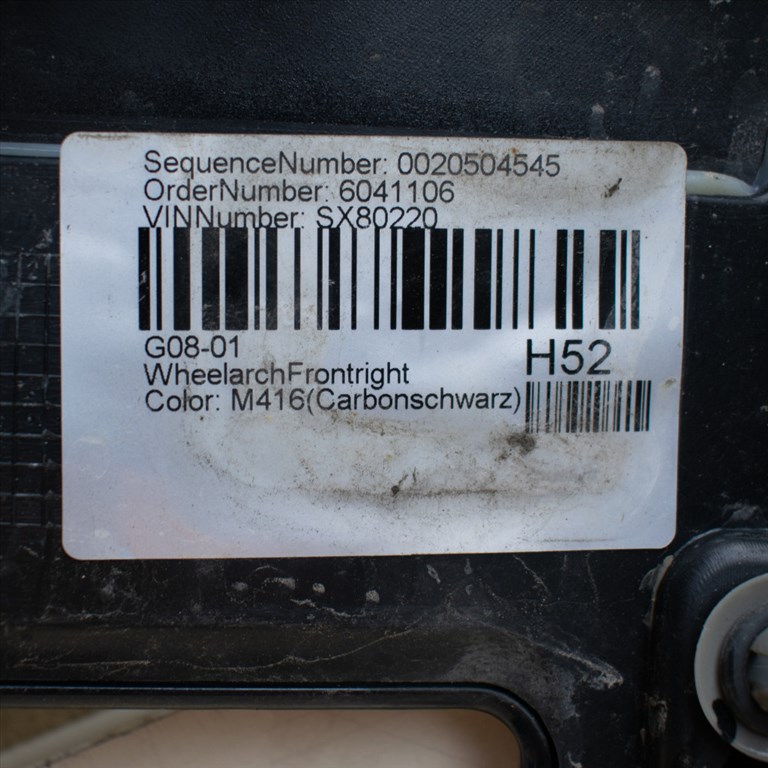 SequenceNumber: 0020504545
OrderNumber: 6041106
VINNumber: SX80220
G08-01
H52
WheelarchFrontright
Color: M416(Carbonschwarz)